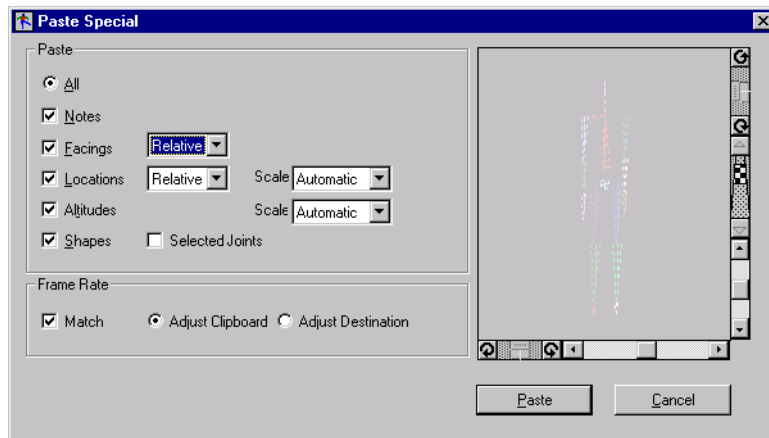 Paste Special
Paste
All
Notes
Facings Relative
Locations Relative Scale Automatic
Altitudes Scale Automatic
Shapes Selected Joints
Frame Rate
Match Adjust Clipboard Adjust Destination
Paste Cancel